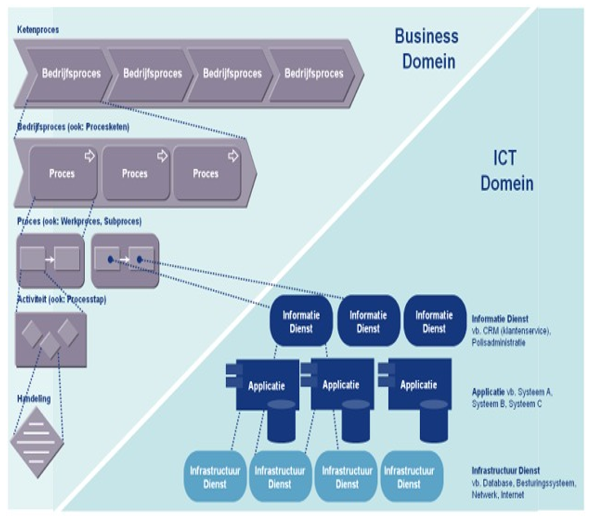 Ketenproces
Business
Domein
Bedrijfsproces Bedrijfsproces Bedrijfsproces Bedrijfsproces
Bedrijfsproces (ook: Procesketen)
ICT
Domein
Proces Proces Proces
Proces (ook: Werkproces, Subproces)
Activiteit (ook: Processtap)
Informatie
Dienst
Informatie
Dienst
Informatie
Dienst
Informatie Dienst
vb. CRM (klantenservice),
Polisadministratie
Applicatie Applicatie Applicatie
Applicatie vb. Systeem A,
Systeem B, Systeem C
Handeling
Infrastructuur
Dienst
Infrastructuur
Dienst
Infrastructuur
Dienst
Infrastructuur
Dienst
Infrastructuur Dienst
vb. Database, Besturingssysteem,
Netwerk, Internet